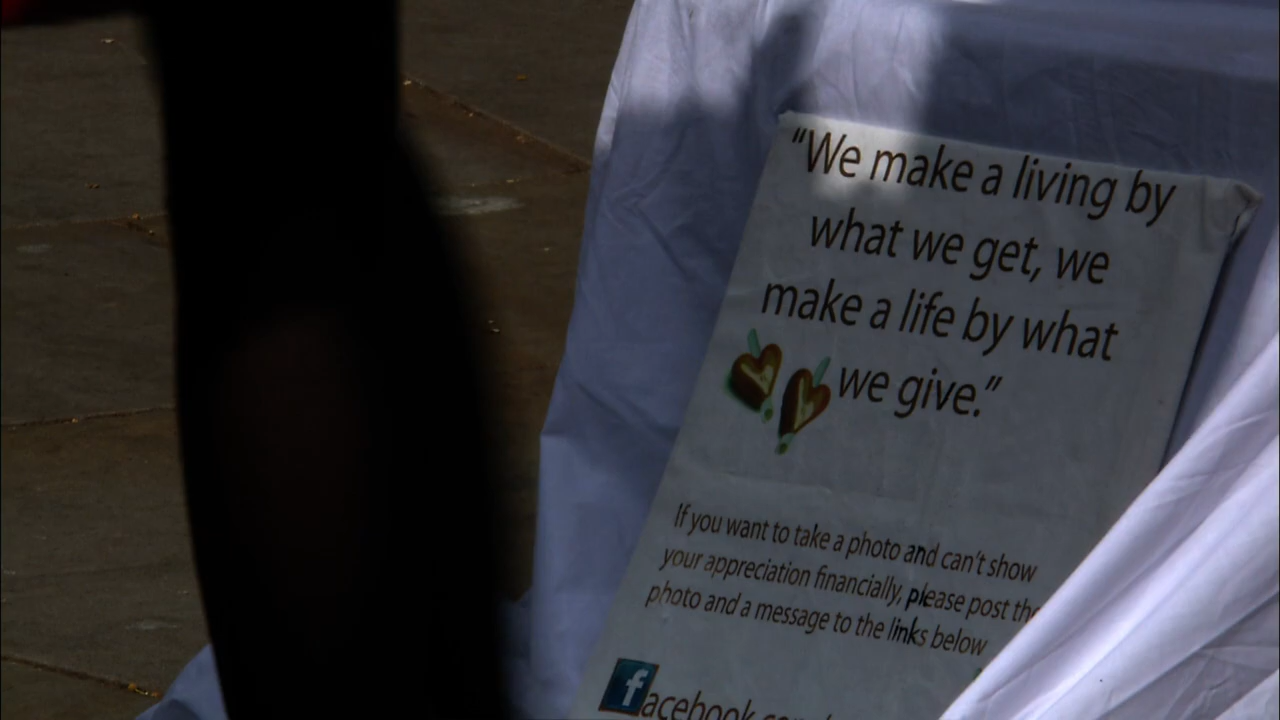 “We make a living by
what we get, we
make a life by what
we give.”
If you want to take a photo and can’t show
your appreciation financially, please post the
photo and a message to the links below
facebook.com/